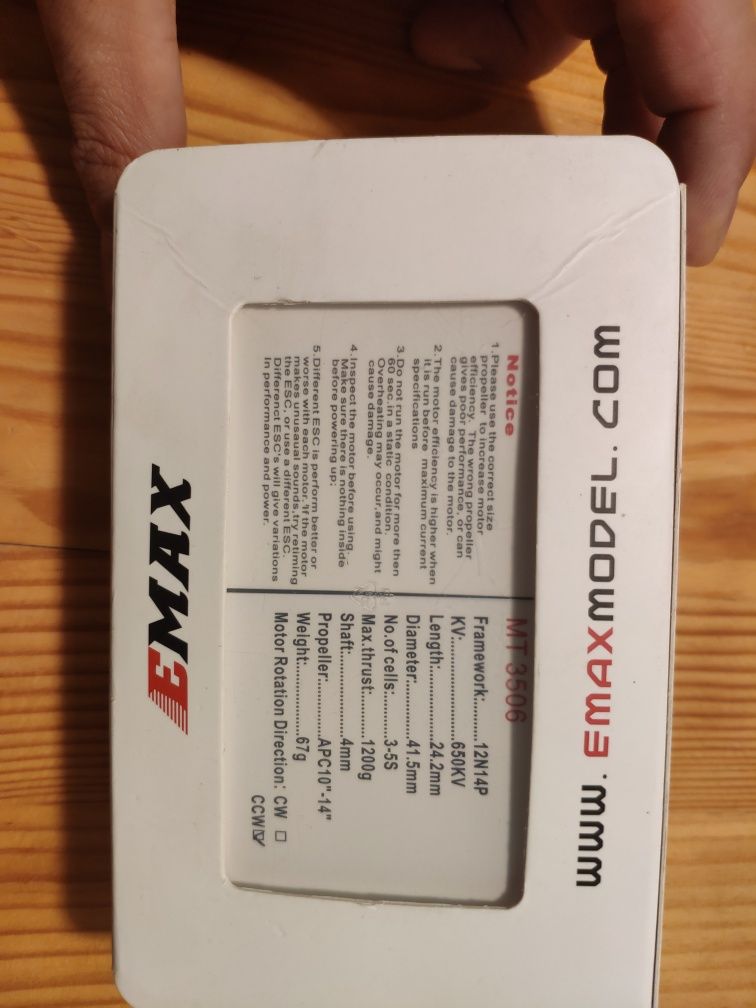 WWW. EMAXMODEL. COM
Notice
1.Please use the correct size
propeller to increase motor
efficiency. The wrong propeller
gives poor performance, or can
cause damage to the motor.
2.The motor efficiency is higher when
it is run before maximum current
specifications
3.Do not run the motor for more then
60 sec.in a static condition.
Overheating may occur,and might
cause damage.
4.Inspect the motor before using.
Make sure there is nothing inside
before powering up;
5.Different ESC is perform better or
worse with each motor. If the motor
makes unusaual sounds,try retiming
the ESC, or use a different ESC.
Differenct ESC's will give variations
In performance and power.
MT 3506
Framework:..........12N14P
KV:.....................650KV
Length:................24.2mm
Diameter:.............41.5mm
No.of cells:...........3-5S
Max.thrust:..........1200g
Shaft:..................4mm
Propeller:.............APC10"-14"
Weight:................67g
Motor Rotation Direction: CW ☐
CCW ☑
EMAX